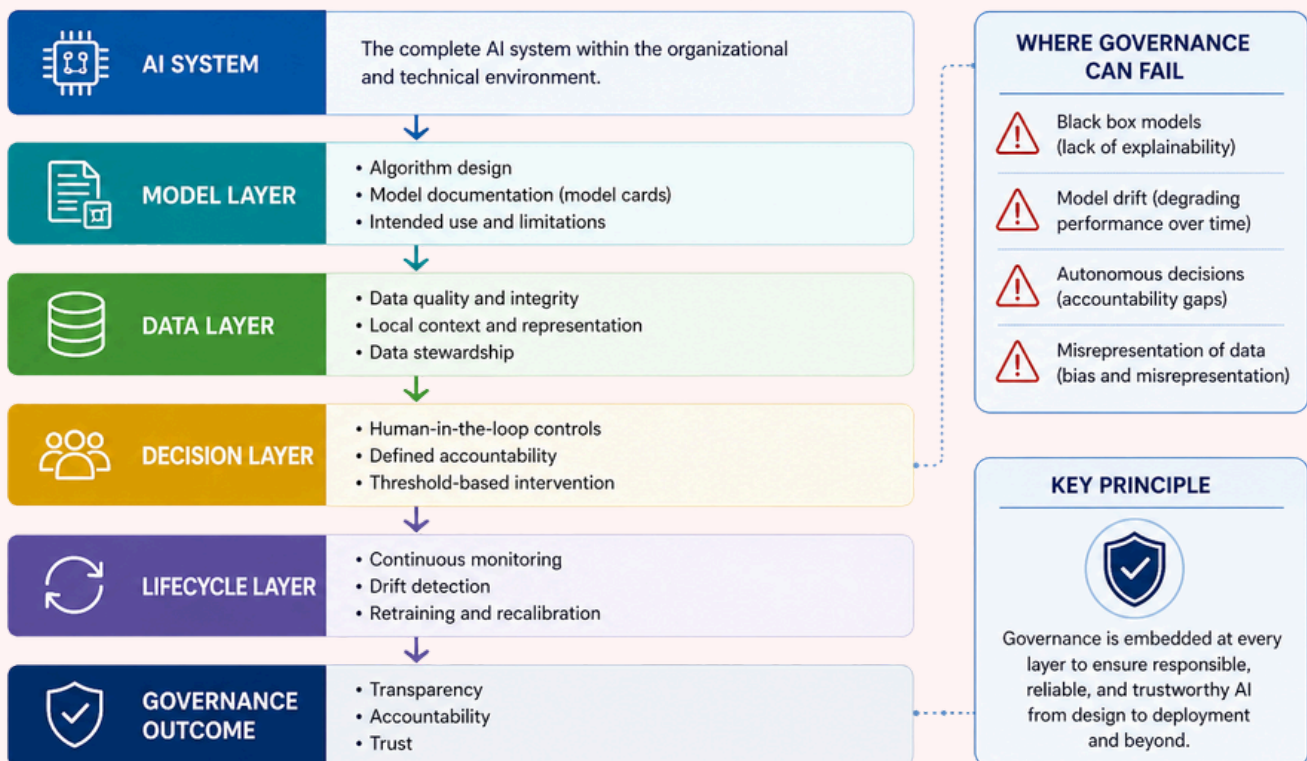 AI SYSTEM
The complete AI system within the organizational
and technical environment.
MODEL LAYER
• Algorithm design
• Model documentation (model cards)
• Intended use and limitations
DATA LAYER
• Data quality and integrity
• Local context and representation
• Data stewardship
DECISION LAYER
• Human-in-the-loop controls
• Defined accountability
• Threshold-based intervention
LIFECYCLE LAYER
• Continuous monitoring
• Drift detection
• Retraining and recalibration
GOVERNANCE
OUTCOME
• Transparency
• Accountability
• Trust
WHERE GOVERNANCE
CAN FAIL
Black box models
(lack of explainability)
Model drift (degrading
performance over time)
Autonomous decisions
(accountability gaps)
Misrepresentation of data
(bias and misrepresentation)
KEY PRINCIPLE
Governance is embedded at every
layer to ensure responsible,
reliable, and trustworthy AI
from design to deployment
and beyond.